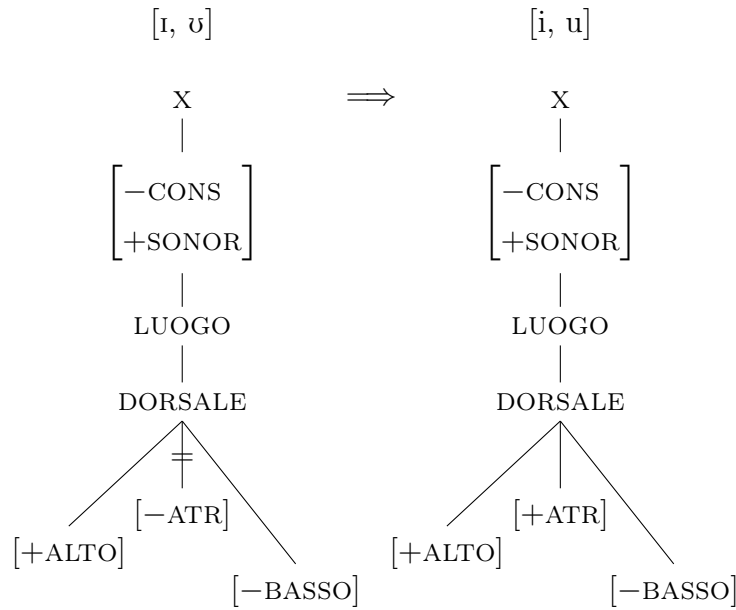 [ɪ, ʊ] [i, u]
X ⟹ X
[−CONS [−CONS
+SONOR] +SONOR]
LUOGO LUOGO
DORSALE DORSALE
[−ATR] [+ATR]
[+ALTO] [+ALTO]
[−BASSO] [−BASSO]